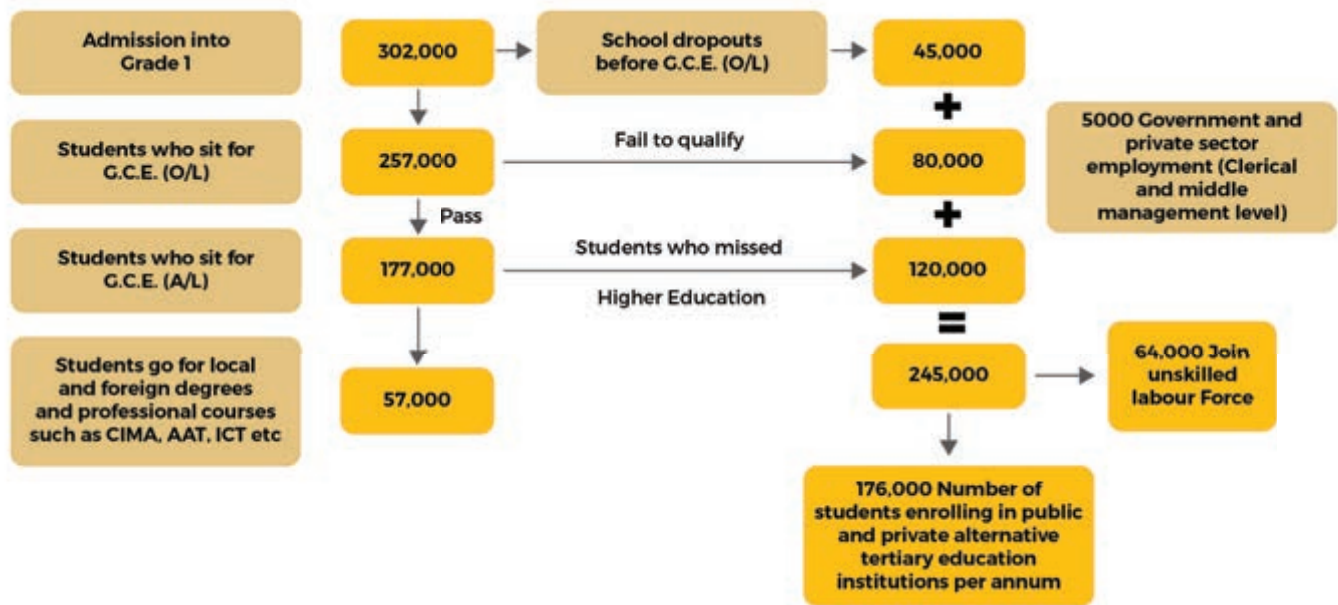 Admission into
Grade 1
302,000
School dropouts
before G.C.E. (O/L)
45,000
+
Students who sit for
G.C.E. (O/L)
257,000
Fail to qualify
80,000
5000 Government and
private sector
employment (Clerical
and middle
management level)
Pass
+
Students who sit for
G.C.E. (A/L)
177,000
Students who missed
Higher Education
120,000
=
Students go for local
and foreign degrees
and professional courses
such as CIMA, AAT, ICT etc
57,000
245,000
64,000 Join
unskilled
labour Force
176,000 Number of
students enrolling in public
and private alternative
tertiary education
institutions per annum